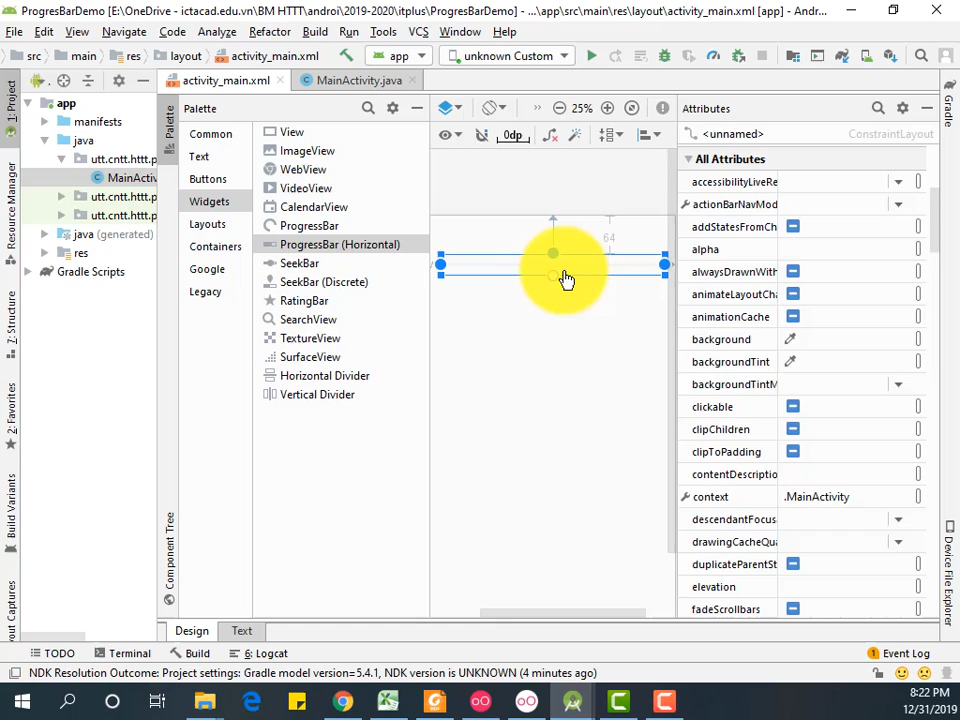 ProgresBarDemo [E:\OneDrive - ictacad.edu.vn\BM HTTT\androi\2019-2020\itplus\ProgresBarDemo] - ...\app\src\main\res\layout\activity_main.xml [app] - Andr...
File Edit View Navigate Code Analyze Refactor Build Run Tools VCS Window Help
src main res layout activity_main.xml app unknown Custom
activity_main.xml MainActivity.java
1: Project
Resource Manager
Z: Structure
2: Favorites
Build Variants
app
manifests
java
utt.cntt.httt.p
MainActiv
utt.cntt.httt.p
utt.cntt.httt.p
java (generated)
res
Gradle Scripts
Palette
Palette
Common
Text
Buttons
Widgets
Layouts
Containers
Google
Legacy
View
ImageView
WebView
VideoView
CalendarView
ProgressBar
ProgressBar (Horizontal)
SeekBar
SeekBar (Discrete)
RatingBar
SearchView
TextureView
SurfaceView
Horizontal Divider
Vertical Divider
Component Tree
25%
0dp
64
Attributes
<unnamed> ConstraintLayout
All Attributes
accessibilityLiveRe
actionBarNavMod
addStatesFromCh
alpha
alwaysDrawnWith
animateLayoutCha
animationCache
background
backgroundTint
backgroundTintM
clickable
clipChildren
clipToPadding
contentDescriptio
context .MainActivity
descendantFocus
drawingCacheQua
duplicateParentSt
elevation
fadeScrollbars
Gradle
Device File Explorer
Design Text
TODO Terminal Build 6: Logcat Event Log
NDK Resolution Outcome: Project settings: Gradle model version=5.4.1, NDK version is UNKNOWN (4 minutes ago)
8:22 PM
12/31/2019